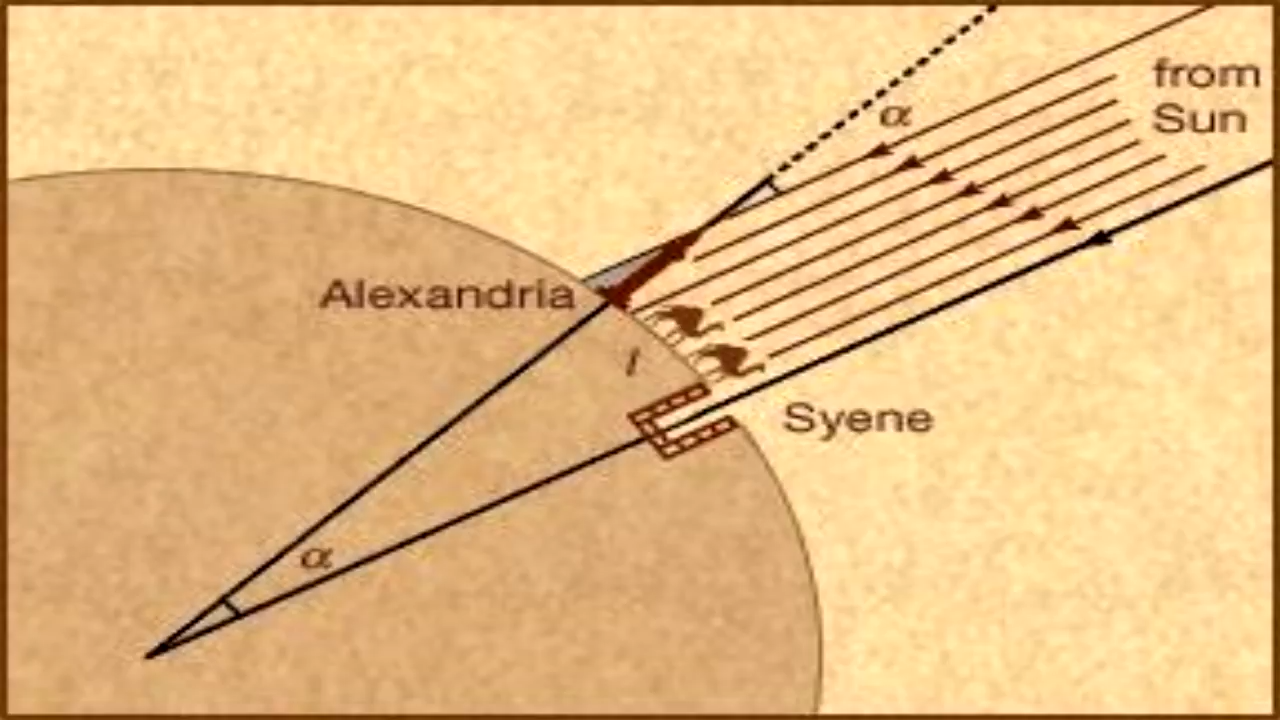 from
Sun
α
Alexandria
l
Syene
α